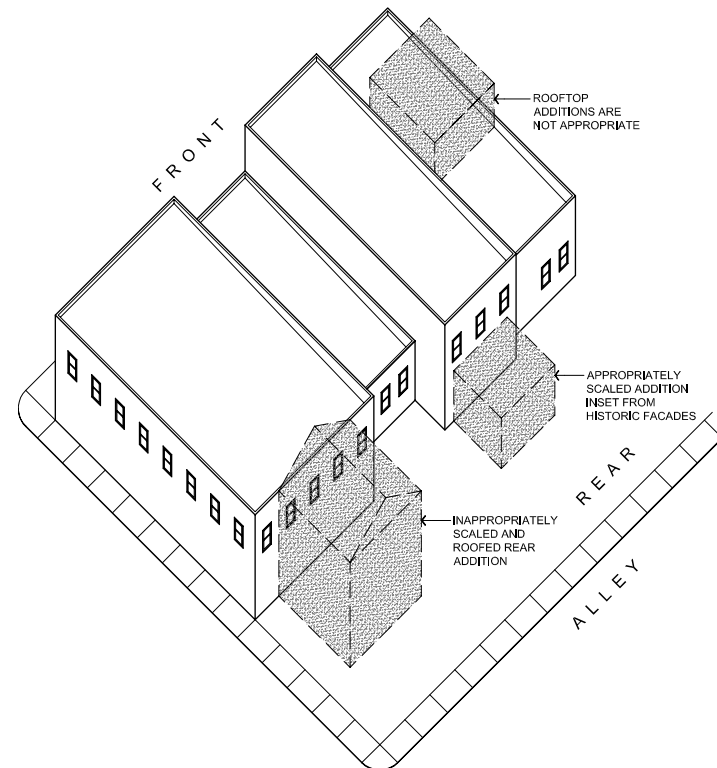 FRONT
ROOFTOP
ADDITIONS ARE
NOT APPROPRIATE
APPROPRIATELY
SCALED ADDITION
INSET FROM
HISTORIC FACADES
REAR
INAPPROPRIATELY
SCALED AND
ROOFED REAR
ADDITION
ALLEY